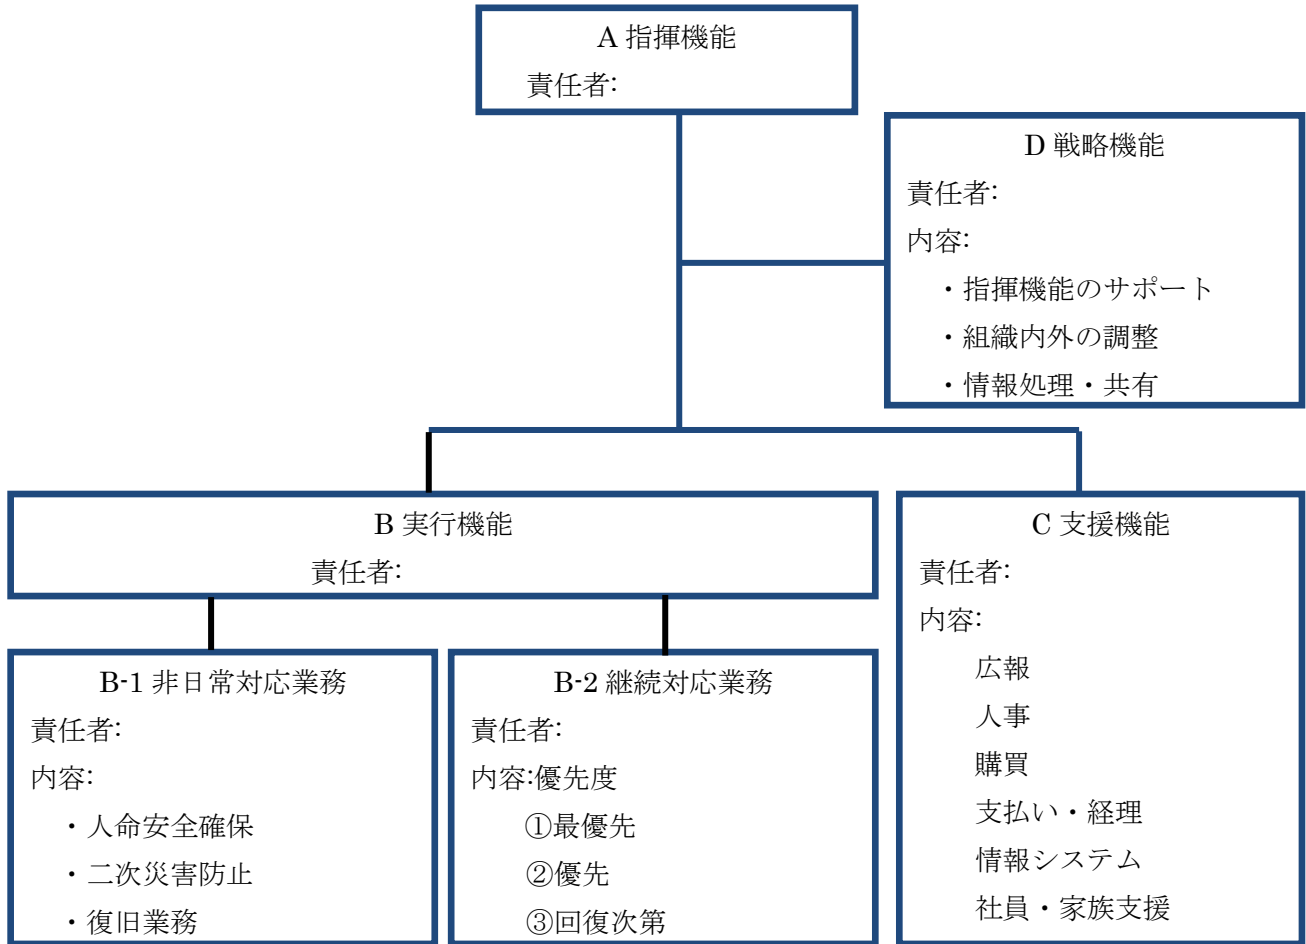 A 指揮機能
責任者:
D 戦略機能
責任者:
内容:
・指揮機能のサポート
・組織内外の調整
・情報処理・共有
B 実行機能
責任者:
B-1 非日常対応業務
責任者:
内容:
・人命安全確保
・二次災害防止
・復旧業務
B-2 継続対応業務
責任者:
内容:優先度
①最優先
②優先
③回復次第
C 支援機能
責任者:
内容:
広報
人事
購買
支払い・経理
情報システム
社員・家族支援